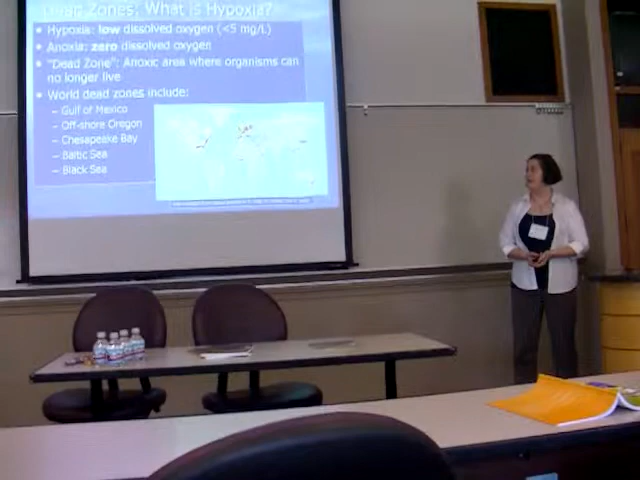 Dead Zones: What is Hypoxia?
• Hypoxia: low dissolved oxygen (<5 mg/L)
• Anoxia: zero dissolved oxygen
• "Dead Zone": Anoxic area where organisms can
no longer live
• World dead zones include:
– Gulf of Mexico
– Off-shore Oregon
– Chesapeake Bay
– Baltic Sea
– Black Sea